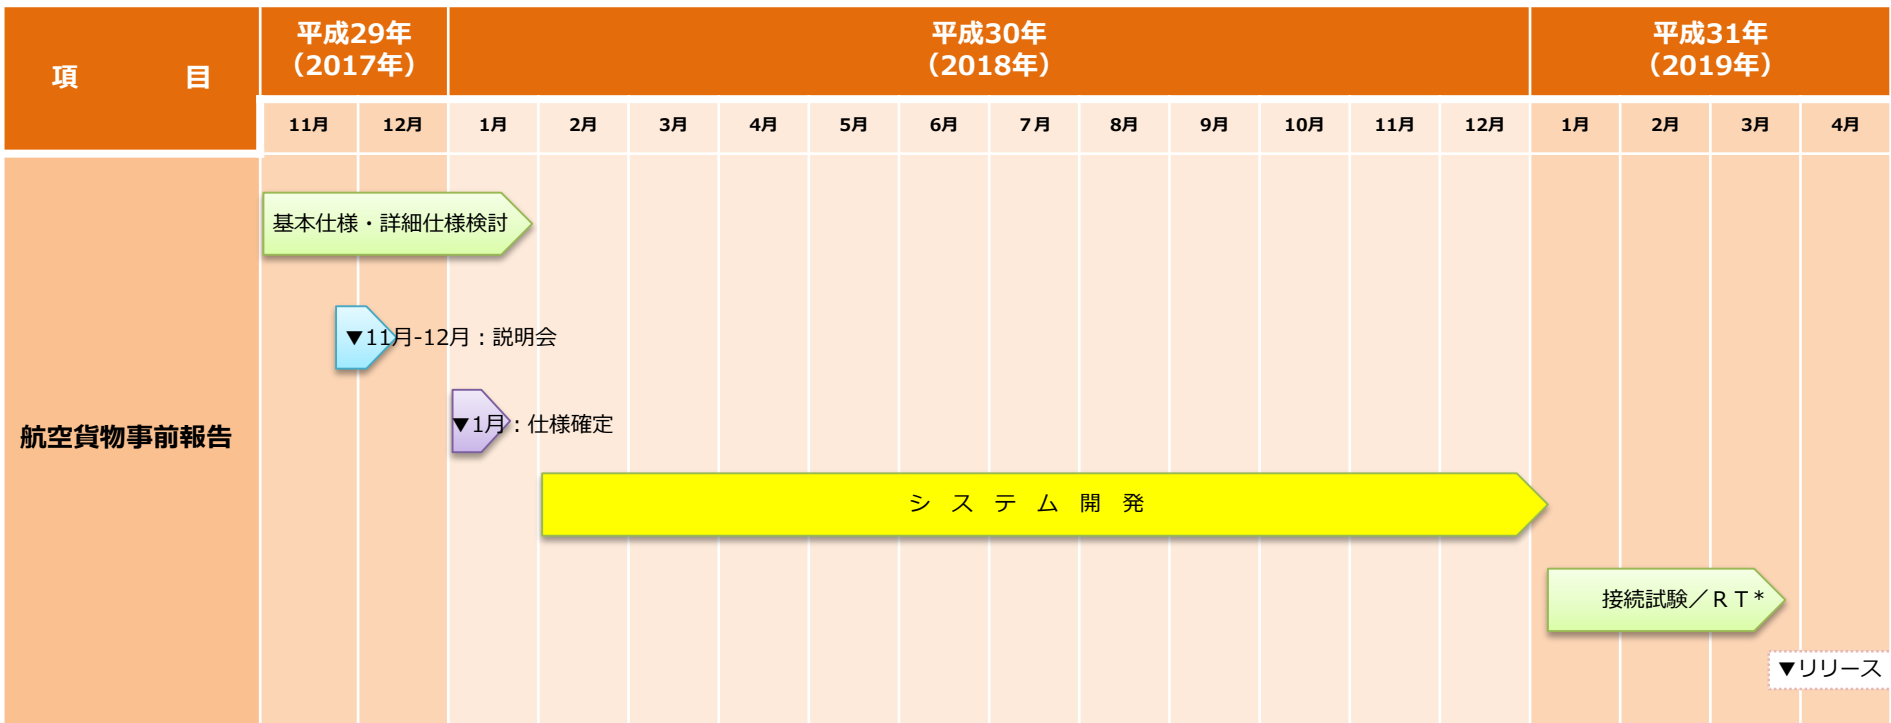 項　　　　目
平成29年
（2017年）
平成30年
（2018年）
平成31年
（2019年）
11月 12月 1月 2月 3月 4月 5月 6月 7月 8月 9月 10月 11月 12月 1月 2月 3月 4月
基本仕様・詳細仕様検討
▼11月-12月：説明会
▼1月：仕様確定
航空貨物事前報告
シ　ス　テ　ム　開　発
接続試験／ＲＴ*
▼リリース